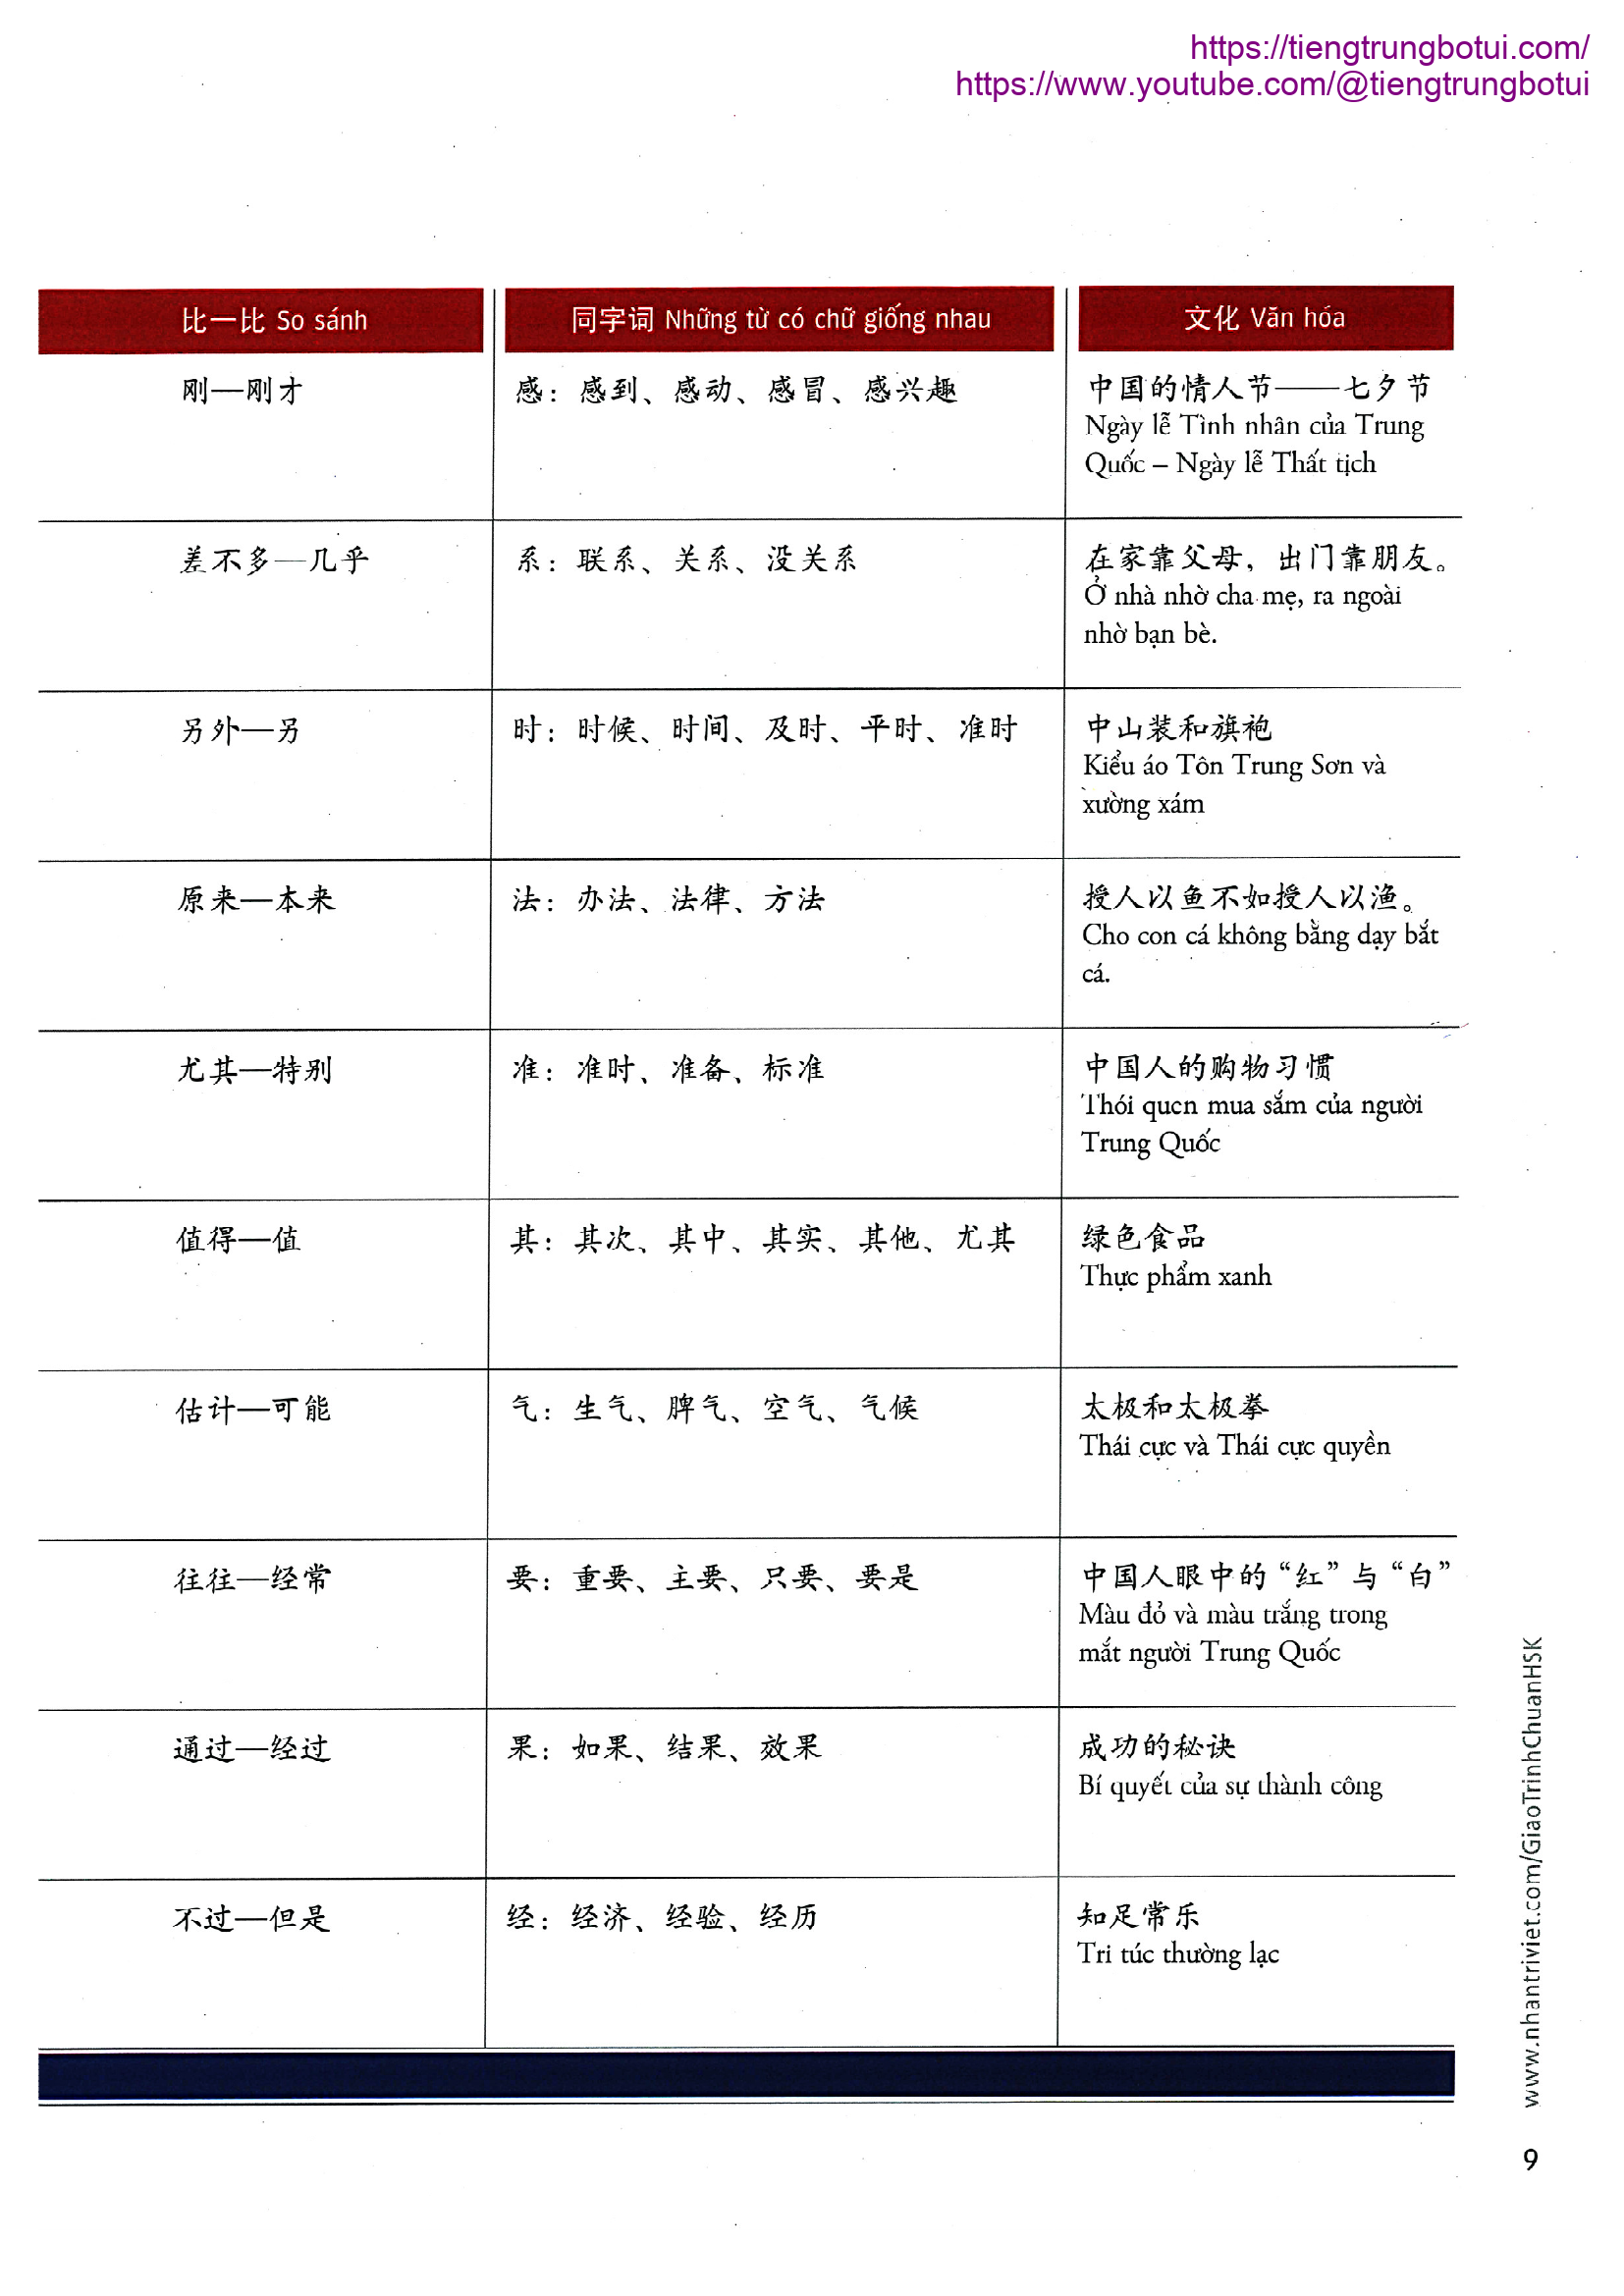 https://tiengtrungbotui.com/
https://www.youtube.com/@tiengtrungbotui
比一比 So sánh
同字词 Những từ có chữ giống nhau
文化 Văn hóa
刚—刚才
感：感到、感动、感冒、感兴趣
中国的情人节——七夕节
Ngày lễ Tình nhân của Trung
Quốc – Ngày lễ Thất tịch
差不多—几乎
系：联系、关系、没关系
在家靠父母，出门靠朋友。
Ở nhà nhờ cha mẹ, ra ngoài
nhờ bạn bè.
另外—另
时：时候、时间、及时、平时、准时
中山装和旗袍
Kiểu áo Tôn Trung Sơn và
xường xám
原来—本来
法：办法、法律、方法
授人以鱼不如授人以渔。
Cho con cá không bằng dạy bắt
cá.
尤其—特别
准：准时、准备、标准
中国人的购物习惯
Thói quen mua sắm của người
Trung Quốc
值得—值
其：其次、其中、其实、其他、尤其
绿色食品
Thực phẩm xanh
估计—可能
气：生气、脾气、空气、气候
太极和太极拳
Thái cực và Thái cực quyền
往往—经常
要：重要、主要、只要、要是
中国人眼中的“红”与“白”
Màu đỏ và màu trắng trong
mắt người Trung Quốc
通过—经过
果：如果、结果、效果
成功的秘诀
Bí quyết của sự thành công
不过—但是
经：经济、经验、经历
知足常乐
Tri túc thường lạc
www.nhantriviet.com/GiaoTrinhChuanHSK
9